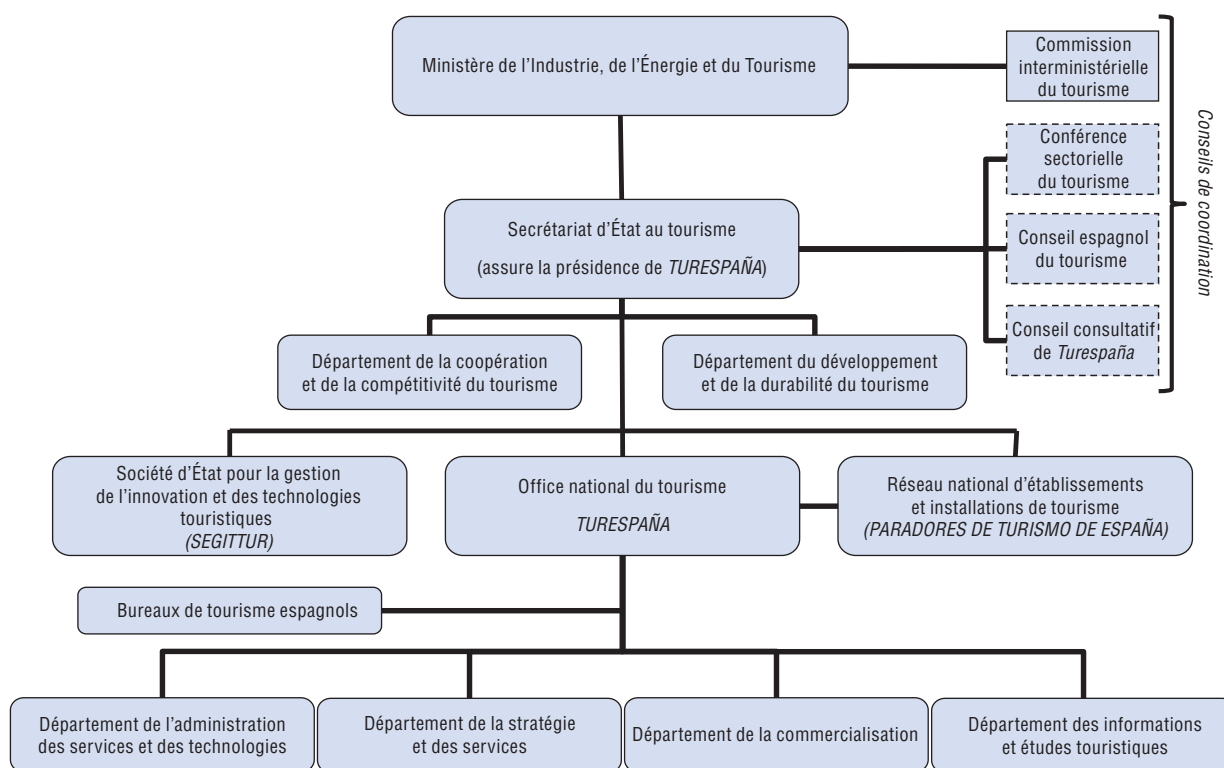 Ministère de l’Industrie, de l’Énergie et du Tourisme
Commission
interministérielle
du tourisme
Conférence
sectorielle
du tourisme
Conseils de coordination
Secrétariat d’État au tourisme
(assure la présidence de TURESPAÑA)
Conseil espagnol
du tourisme
Conseil consultatif
de Turespaña
Département de la coopération
et de la compétitivité du tourisme
Département du développement
et de la durabilité du tourisme
Société d’État pour la gestion
de l’innovation et des technologies
touristiques
(SEGITTUR)
Office national du tourisme
TURESPAÑA
Réseau national d’établissements
et installations de tourisme
(PARADORES DE TURISMO DE ESPAÑA)
Bureaux de tourisme espagnols
Département de l’administration
des services et des technologies
Département de la stratégie
et des services
Département de la commercialisation
Département des informations
et études touristiques